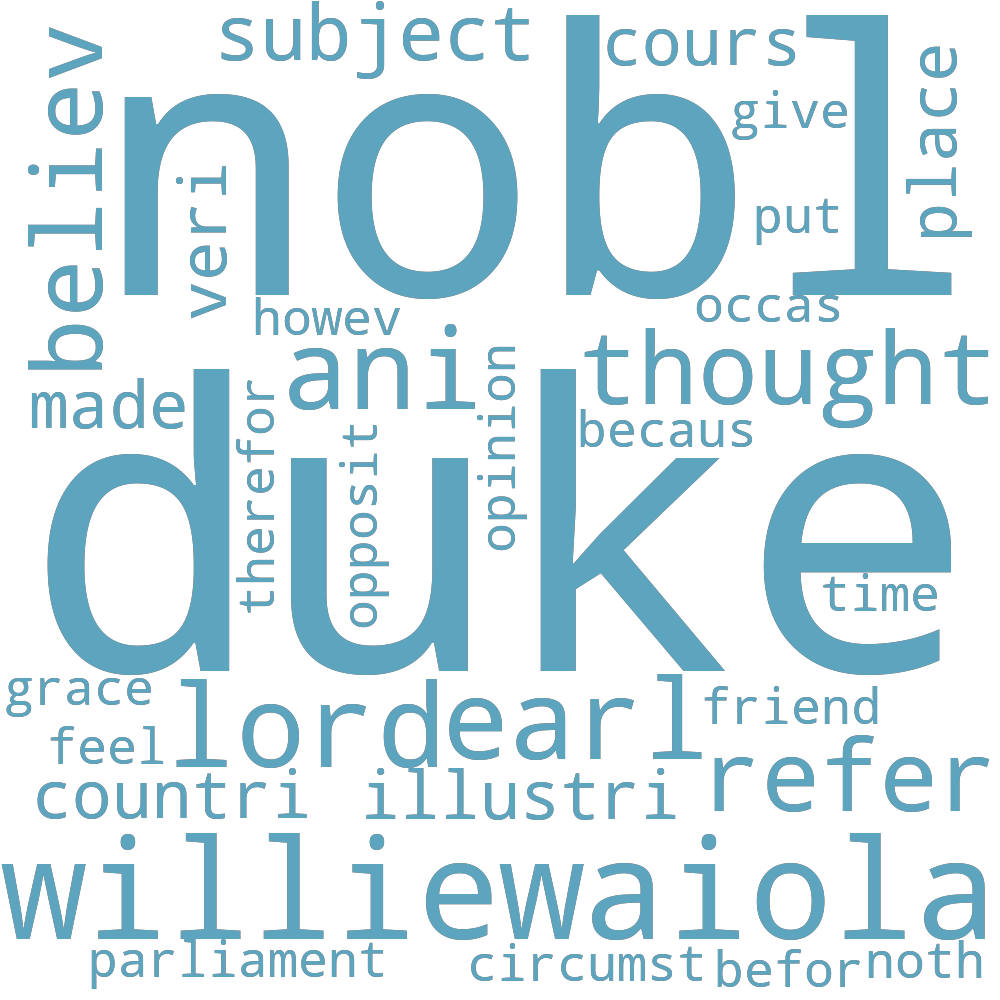 subject
cours
believ
nobl
give
place
veri
put
howev
occas
ani
thought
made
therefor
opposit
opinion
becaus
duke
time
grace
lord
earl
friend
feel
refer
countri
illustri
williewaiola
parliament
circumst
befor
noth